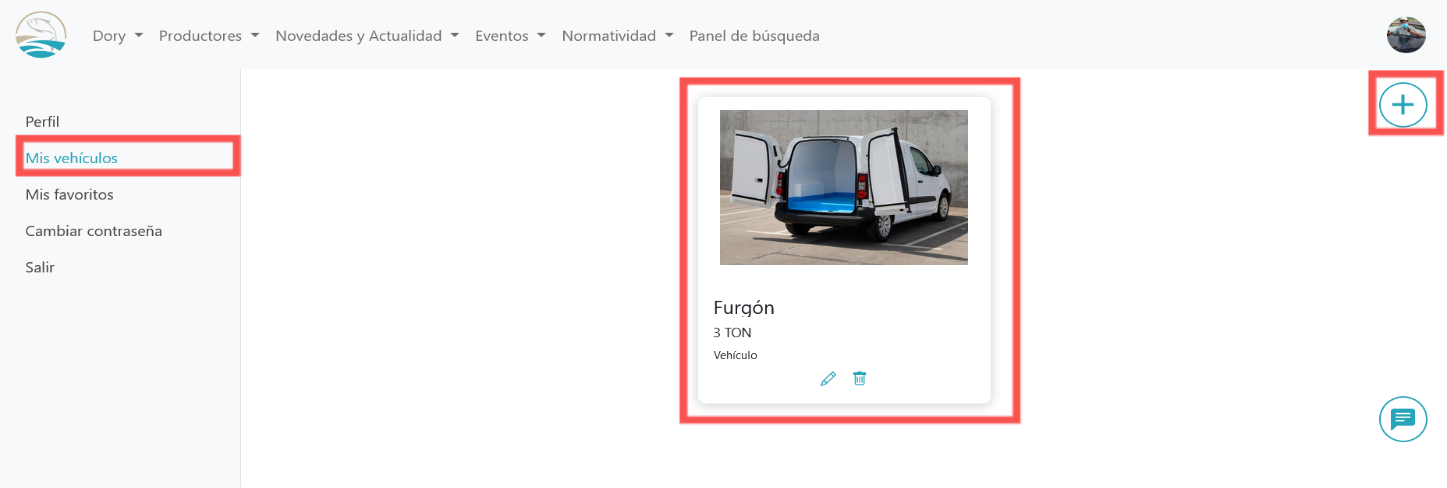 Dory Productores Novedades y Actualidad Eventos Normatividad Panel de búsqueda
Perfil
Mis vehículos
Mis favoritos
Cambiar contraseña
Salir
Furgón
3 TON
Vehículo